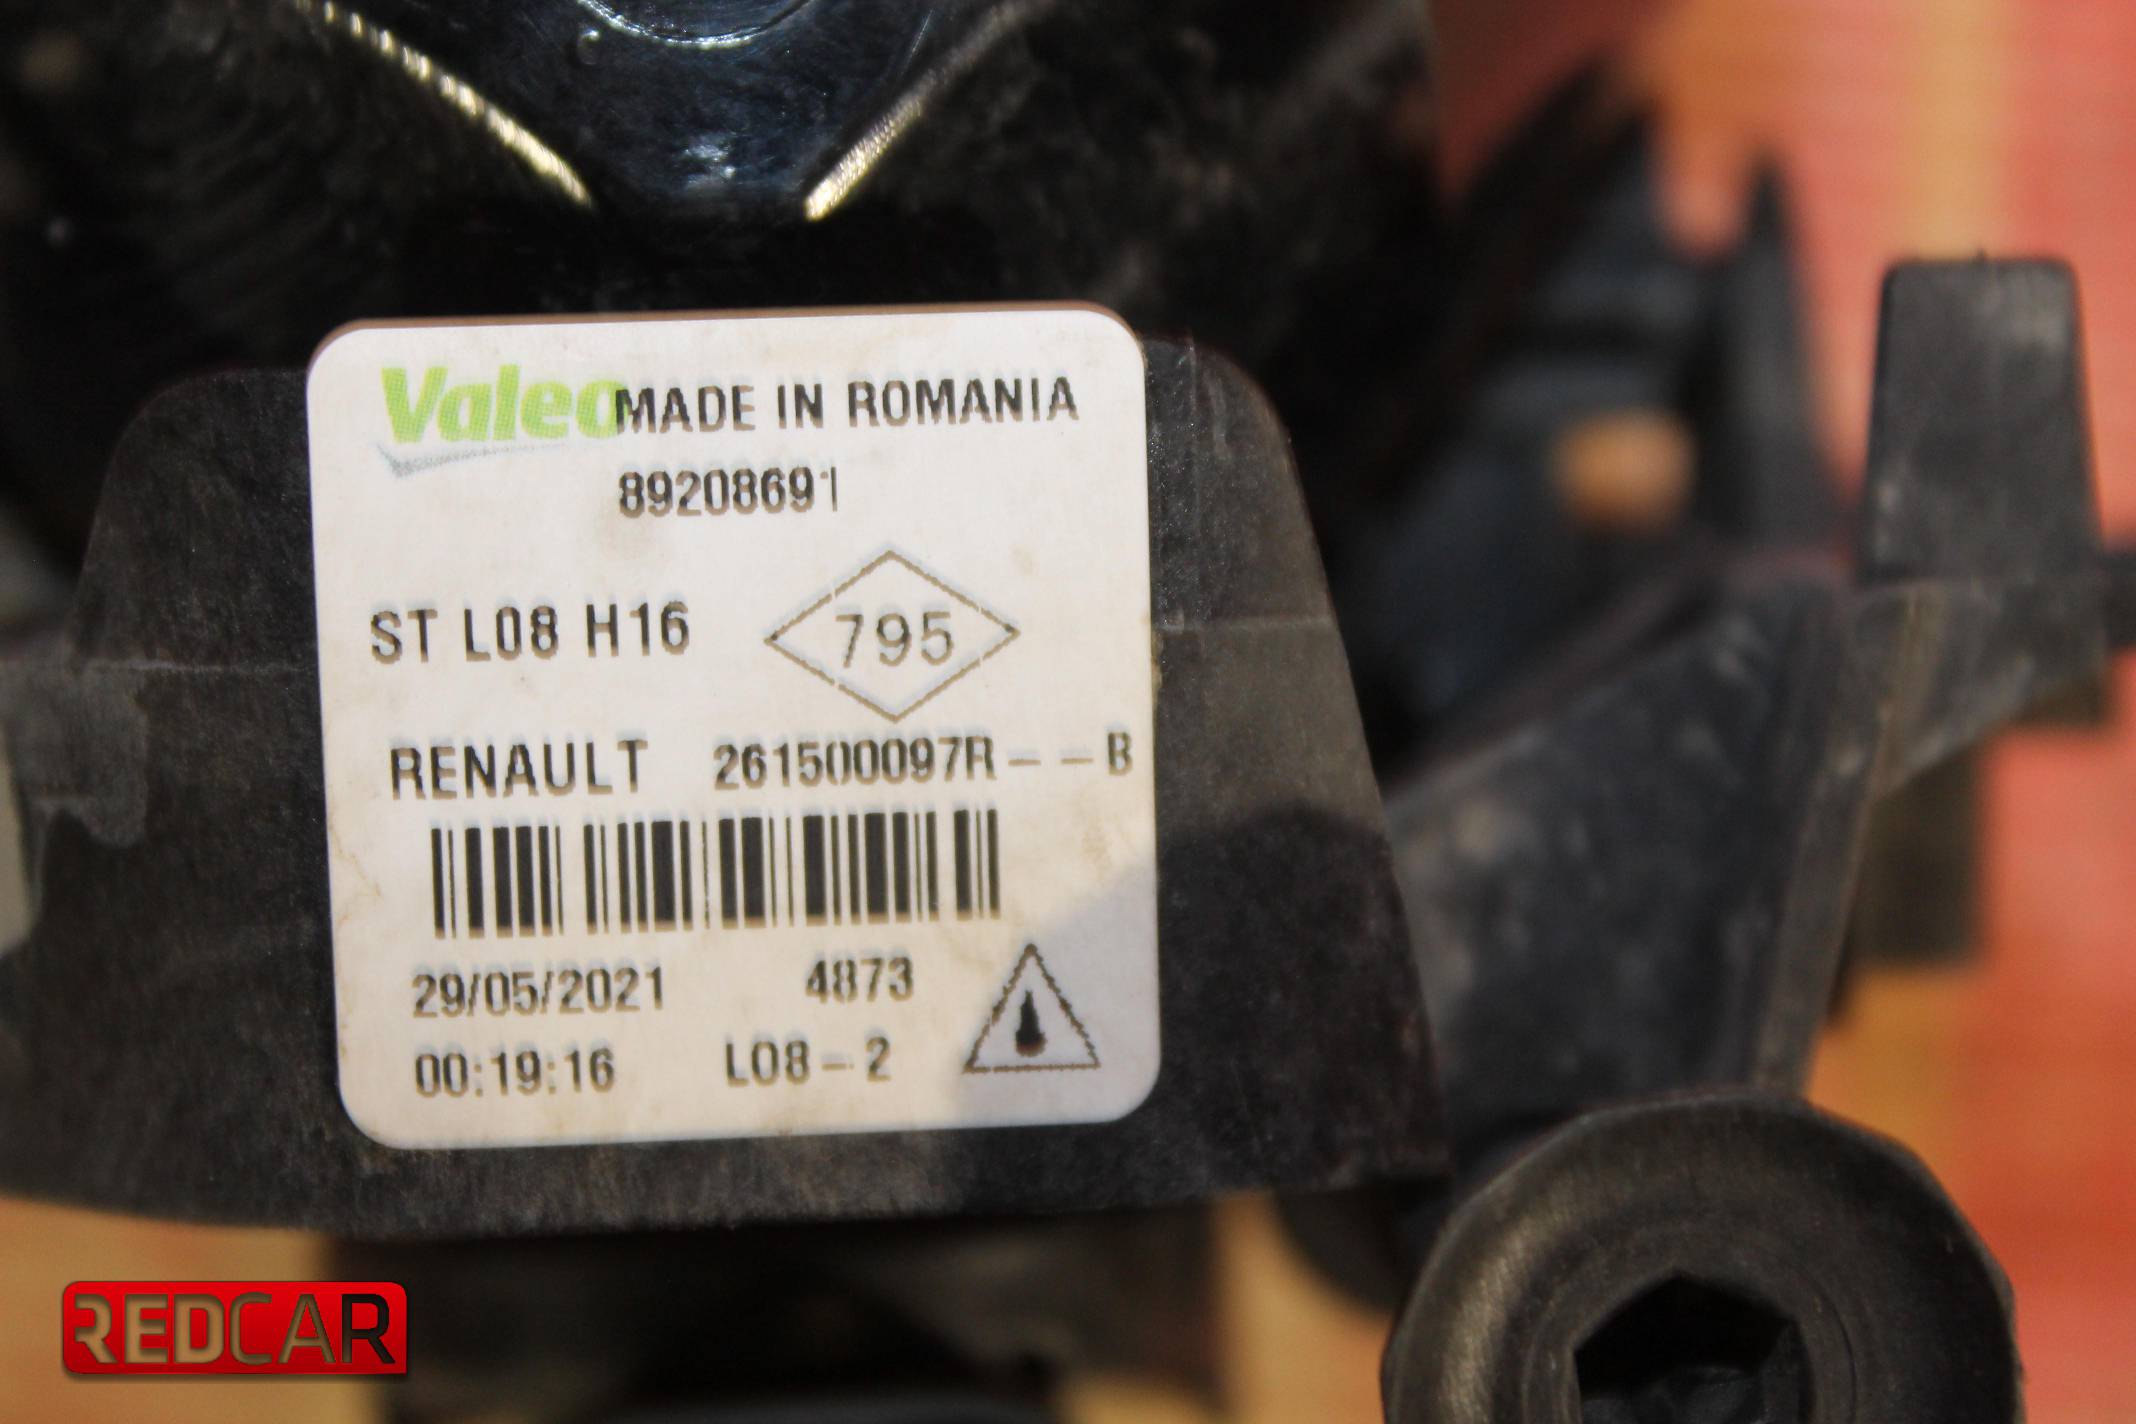 Valeo MADE IN ROMANIA
89208691
ST L08 H16 795
RENAULT 261500097R--B
29/05/2021 4873
00:19:16 L08-2
REDCAR